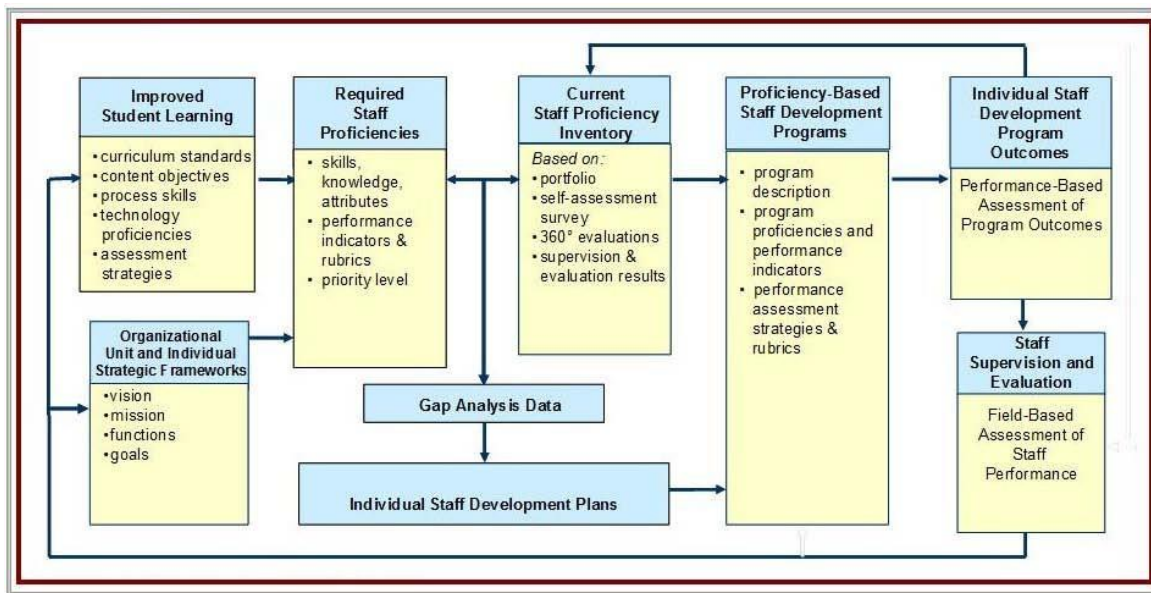 Improved
Student Learning
•curriculum standards
•content objectives
•process skills
•technology
proficiencies
•assessment
strategies
Organizational
Unit and Individual
Strategic Frameworks
•vision
•mission
•functions
•goals
Required
Staff
Proficiencies
• skills,
knowledge,
attributes
• performance
indicators &
rubrics
• priority level
Current
Staff Proficiency
Inventory
Based on:
•portfolio
•self-assessment
survey
•360° evaluations
•supervision &
evaluation results
Gap Analysis Data
Individual Staff Development Plans
Proficiency-Based
Staff Development
Programs
• program
description
• program
proficiencies and
performance
indicators
• performance
assessment
strategies &
rubrics
Individual Staff
Development
Program
Outcomes
Performance-Based
Assessment of
Program Outcomes
Staff
Supervision and
Evaluation
Field-Based
Assessment of
Staff
Performance